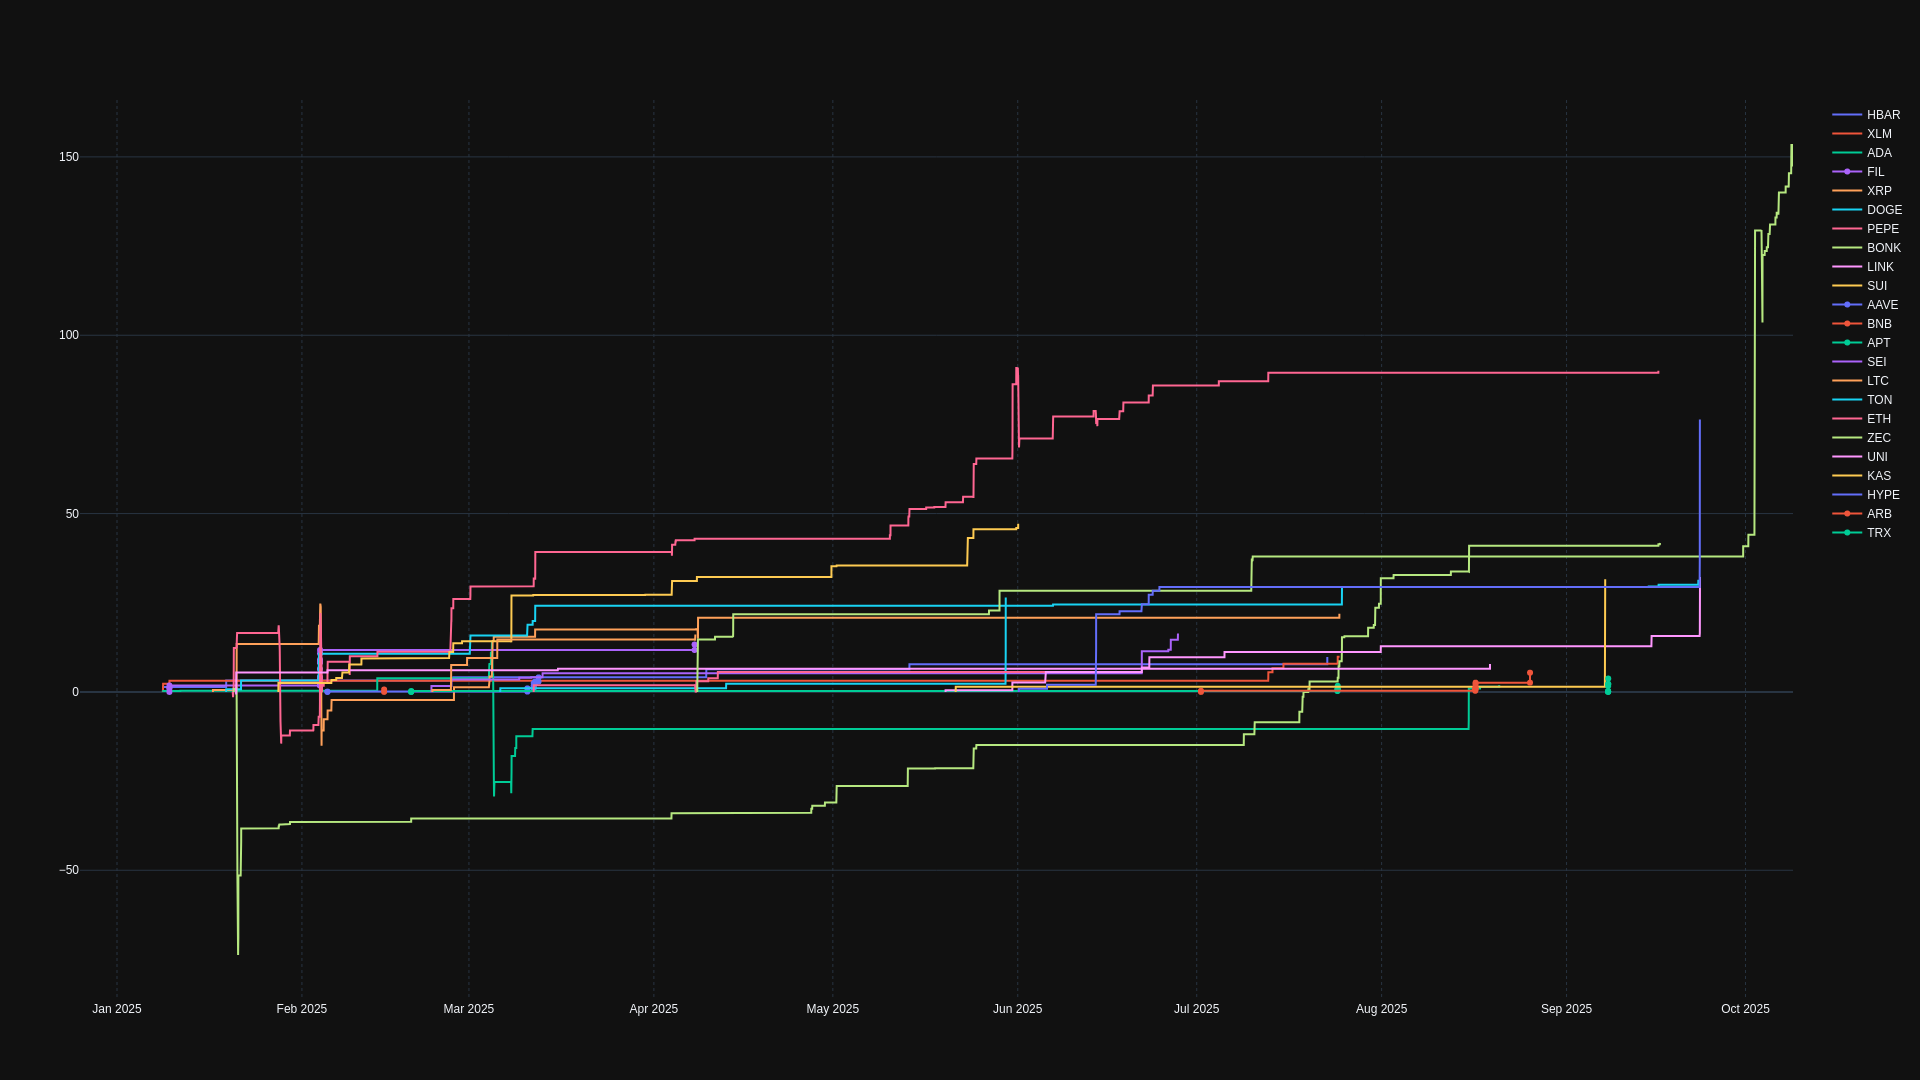 150
100
50
0
−50
Jan 2025
Feb 2025
Mar 2025
Apr 2025
May 2025
Jun 2025
Jul 2025
Aug 2025
Sep 2025
Oct 2025
HBAR
XLM
ADA
FIL
XRP
DOGE
PEPE
BONK
LINK
SUI
AAVE
BNB
APT
SEI
LTC
TON
ETH
ZEC
UNI
KAS
HYPE
ARB
TRX